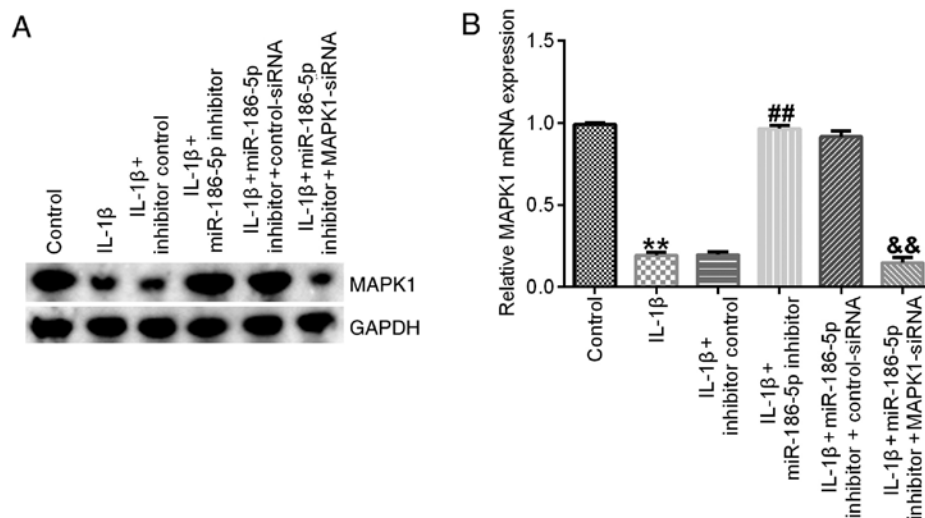 A
Control
IL-1β
IL-1β+
inhibitor control
IL-1β+
miR-186-5p inhibitor
IL-1β+miR-186-5p
inhibitor+control-siRNA
IL-1β+miR-186-5p
inhibitor+MAPK1-siRNA
MAPK1
GAPDH
B
Relative MAPK1 mRNA expression
1.5
1.0
0.5
0.0
**
##
&&
Control
IL-1β
IL-1β+
inhibitor control
IL-1β+
miR-186-5p inhibitor
IL-1β+miR-186-5p
inhibitor + control-siRNA
IL-1β+miR-186-5p
inhibitor+MAPK1-siRNA